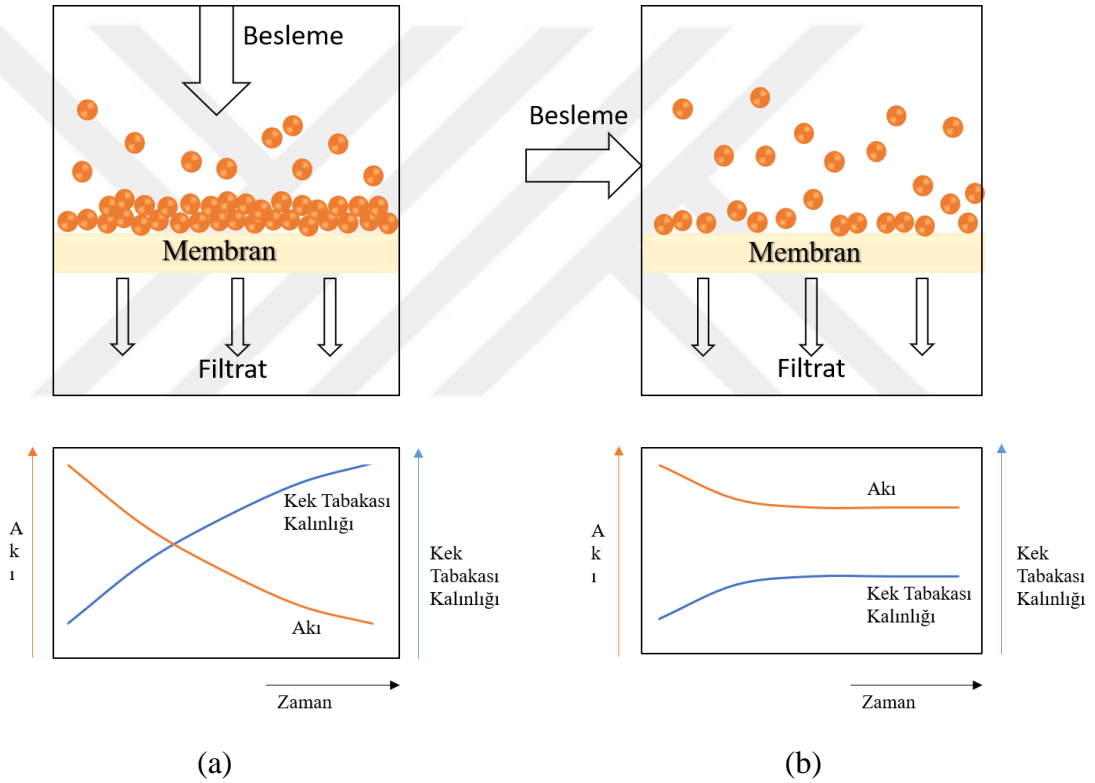 Besleme
Membran
Filtrat
Besleme
Membran
Filtrat
A
k
ı
Kek Tabakası
Kalınlığı
Akı
Kek
Tabakası
Kalınlığı
Zaman
A
k
ı
Akı
Kek Tabakası
Kalınlığı
Kek
Tabakası
Kalınlığı
Zaman
(a)
(b)